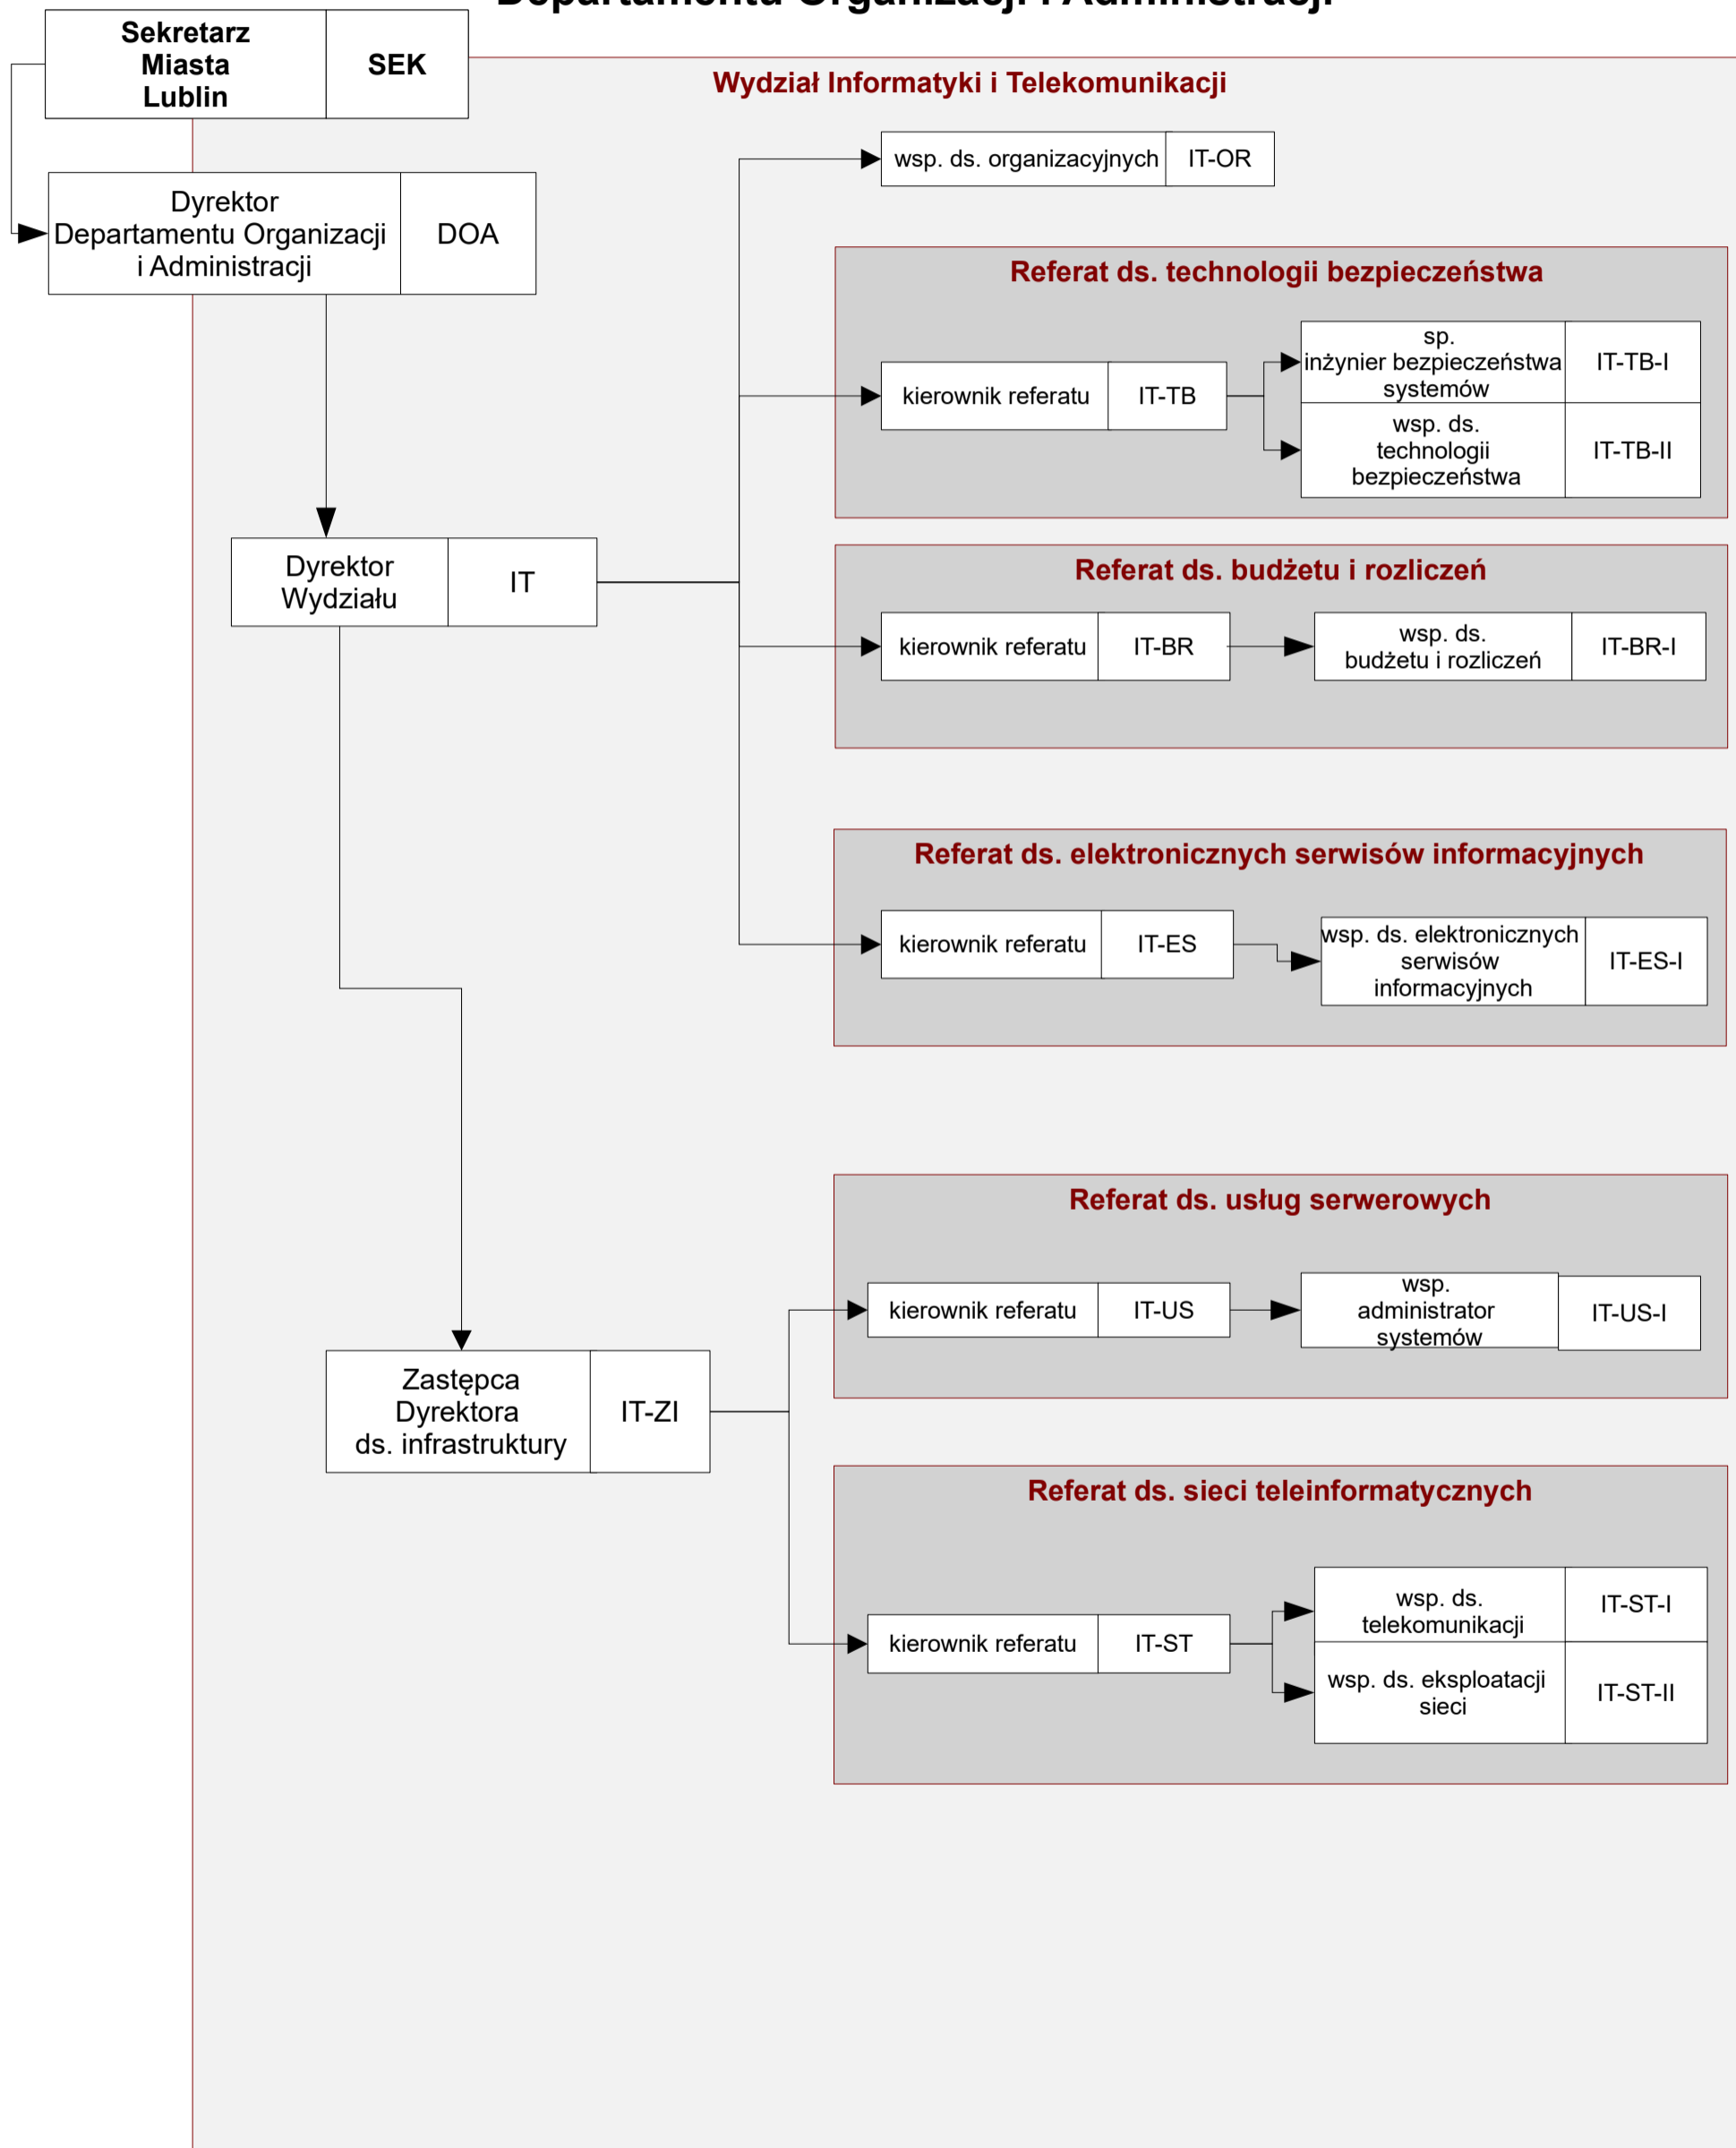 Departamentu Organizacji i Administracji
Sekretarz
Miasta
Lublin
SEK
Wydział Informatyki i Telekomunikacji
wsp. ds. organizacyjnych
IT-OR
Dyrektor
Departamentu Organizacji
i Administracji
DOA
Referat ds. technologii bezpieczeństwa
kierownik referatu
IT-TB
sp.
inżynier bezpieczeństwa
systemów
IT-TB-I
wsp. ds.
technologii
bezpieczeństwa
IT-TB-II
Dyrektor
Wydziału
IT
Referat ds. budżetu i rozliczeń
kierownik referatu
IT-BR
wsp. ds.
budżetu i rozliczeń
IT-BR-I
Referat ds. elektronicznych serwisów informacyjnych
kierownik referatu
IT-ES
wsp. ds. elektronicznych
serwisów
informacyjnych
IT-ES-I
Referat ds. usług serwerowych
kierownik referatu
IT-US
wsp.
administrator
systemów
IT-US-I
Zastępca
Dyrektora
ds. infrastruktury
IT-ZI
Referat ds. sieci teleinformatycznych
kierownik referatu
IT-ST
wsp. ds.
telekomunikacji
IT-ST-I
wsp. ds. eksploatacji
sieci
IT-ST-II